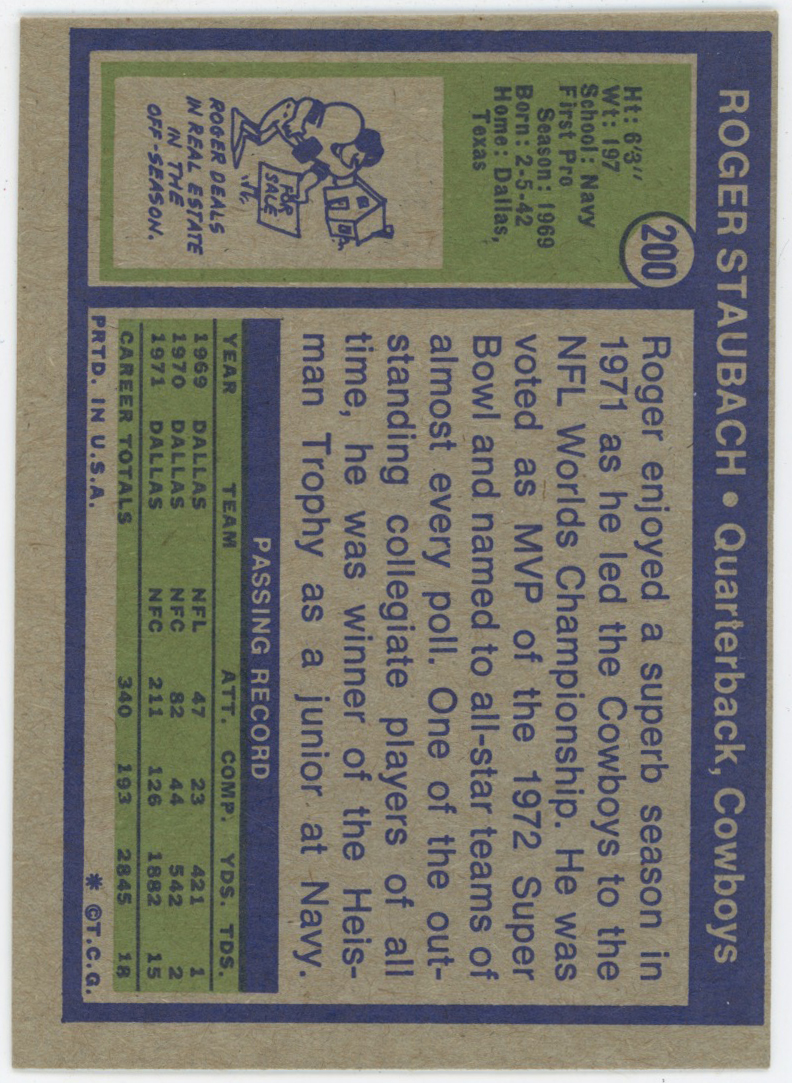 ROGER STAUBACH • Quarterback, Cowboys
200
Ht: 6'3"
Wt: 197
School: Navy
First Pro
Season: 1969
Born: 2-5-42
Home: Dallas,
Texas
FOR
SALE
ROGER DEALS
IN REAL ESTATE
IN THE
OFF-SEASON.
Roger enjoyed a superb season in
1971 as he led the Cowboys to the
NFL Worlds Championship. He was
voted as MVP of the 1972 Super
Bowl and named to all-star teams of
almost every poll. One of the out-
standing collegiate players of all
time, he was winner of the Heis-
man Trophy as a junior at Navy.
PASSING RECORD
YEAR TEAM ATT. COMP. YDS. TDS.
1969 DALLAS NFL 47 23 421 1
1970 DALLAS NFC 82 44 542 2
1971 DALLAS NFC 211 126 1882 15
CAREER TOTALS 340 193 2845 18
PRTD. IN U.S.A. * ©T.C.G.